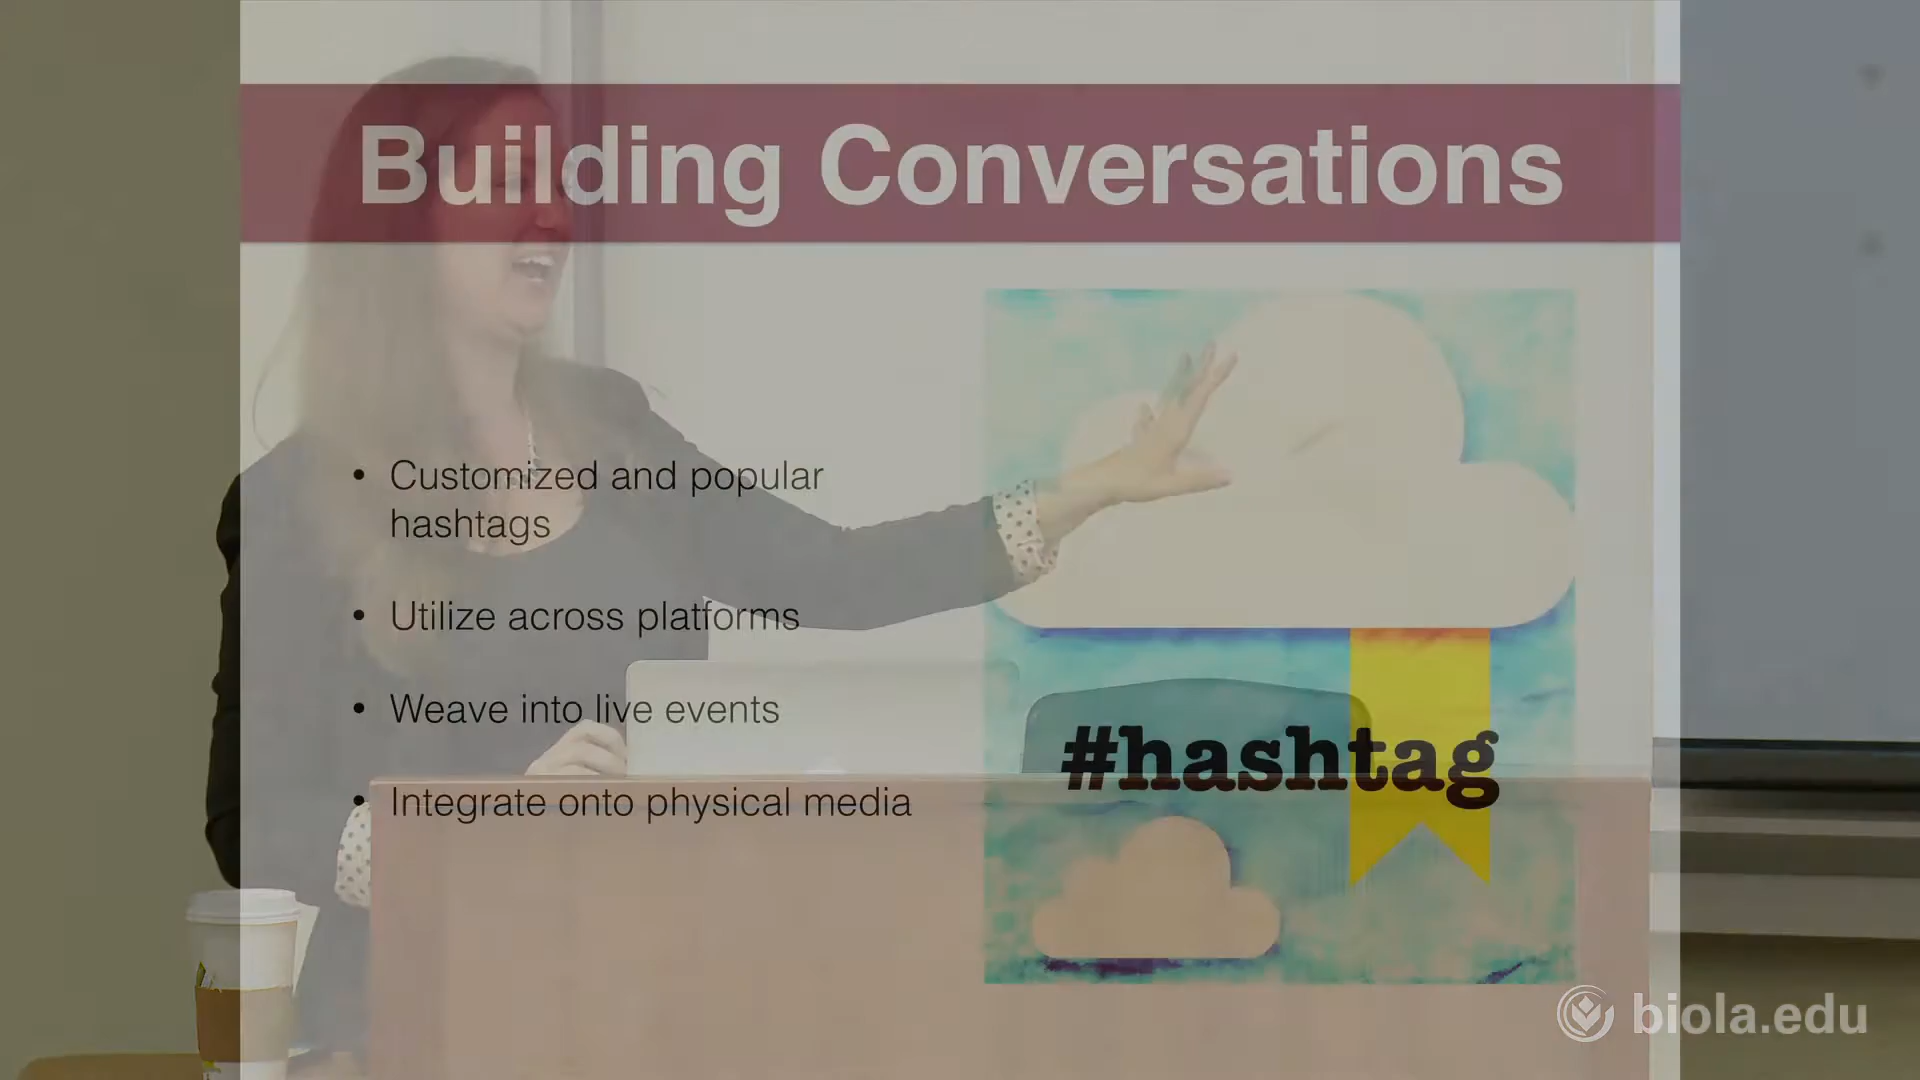 Building Conversations
• Customized and popular
hashtags
• Utilize across platforms
• Weave into live events
• Integrate onto physical media
#hashtag
biola.edu